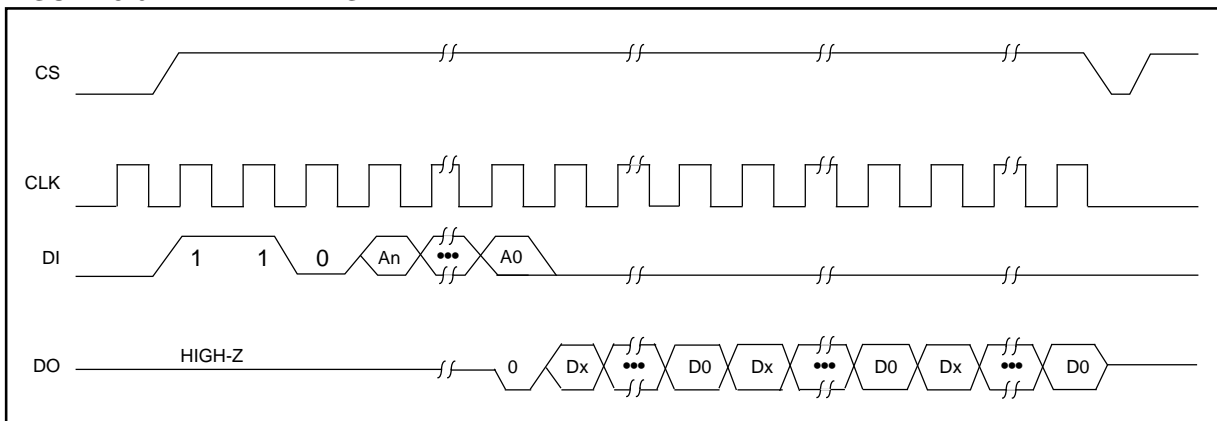 CS
CLK
DI 1 1 0 An ••• A0
HIGH-Z
DO 0 Dx ••• D0 Dx ••• D0 Dx ••• D0